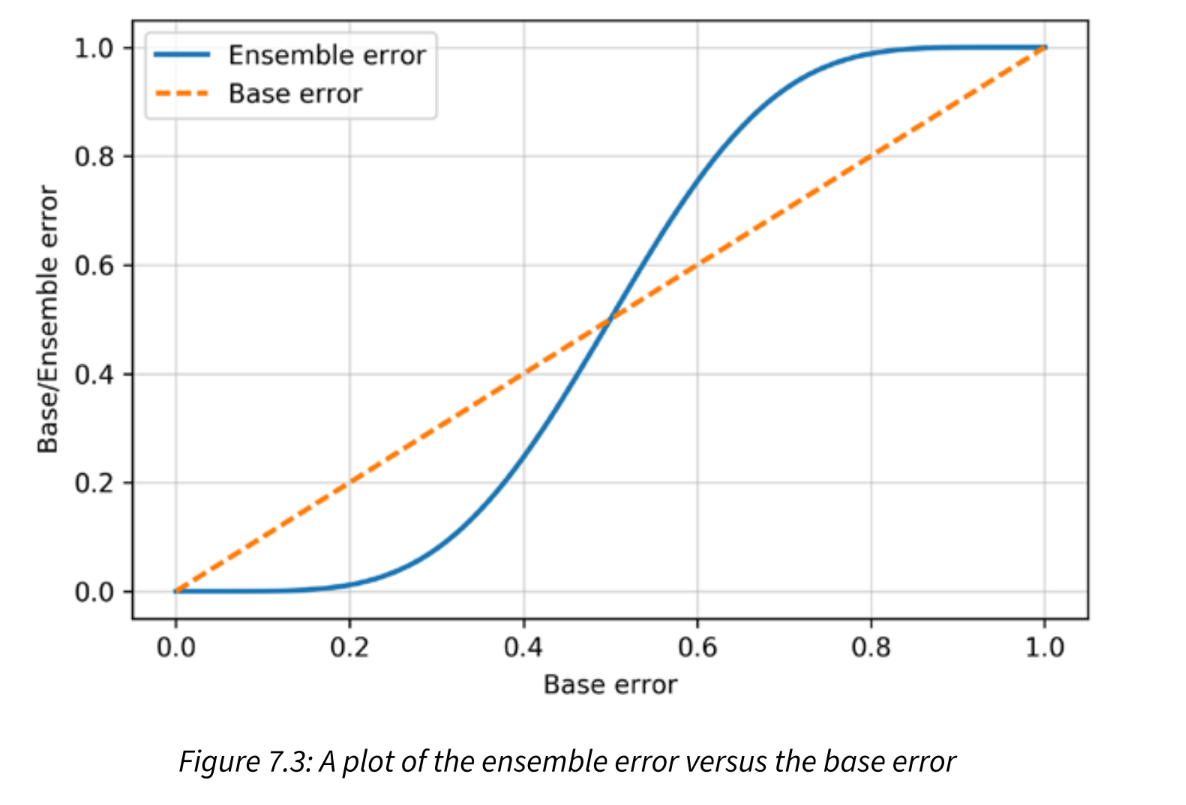 Ensemble error
Base error
1.0
0.8
0.6
0.4
0.2
0.0
Base/Ensemble error
0.0 0.2 0.4 0.6 0.8 1.0
Base error
Figure 7.3: A plot of the ensemble error versus the base error